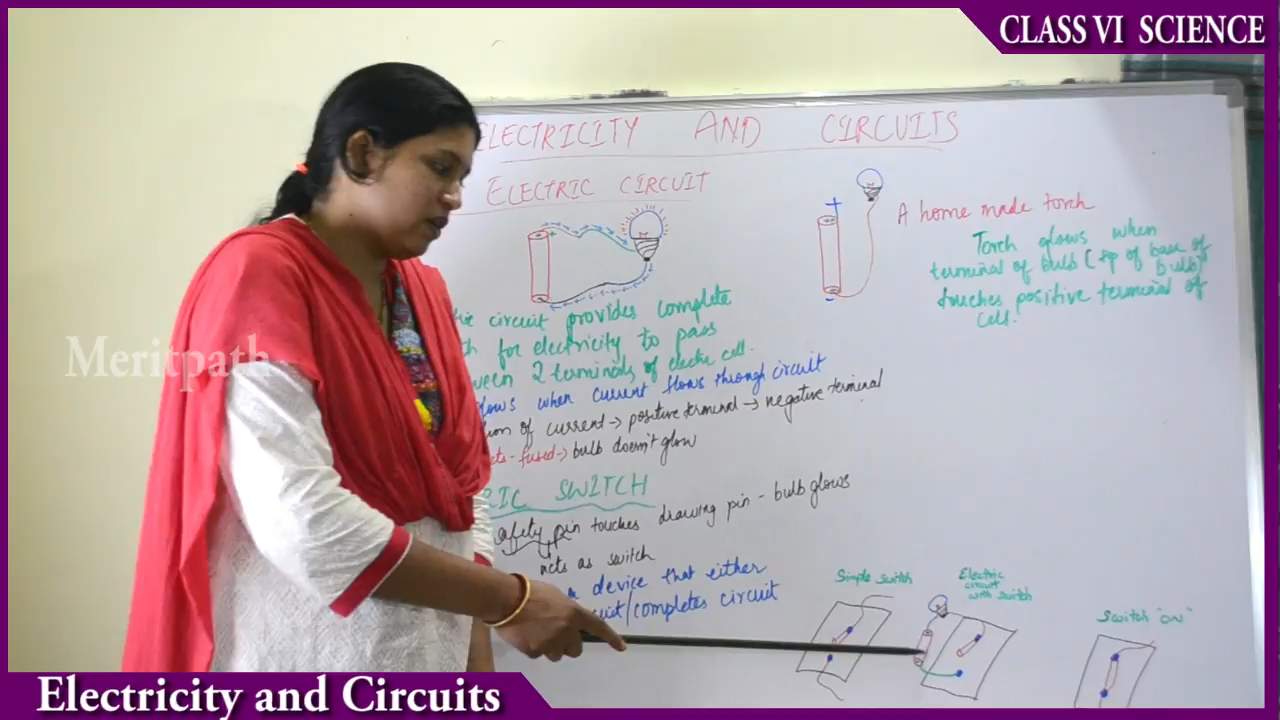 CLASS VI SCIENCE
ELECTRICITY AND CIRCUITS
ELECTRIC CIRCUIT
+
-
A home made torch
Torch glows when
terminal of bulb (tip of base of
bulb)
touches positive terminal of
cell.
circuit provides complete
for electricity to pass
2 terminals of electric cell.
glows when current flows through circuit
of current → positive terminal → negative terminal
fused → bulb doesn't glow
SWITCH
safety pin touches drawing pin - bulb glows
acts as switch
device that either
/completes circuit
Simple switch
Electric
circuit
with switch
Switch "ON"
Meritpath
Electricity and Circuits